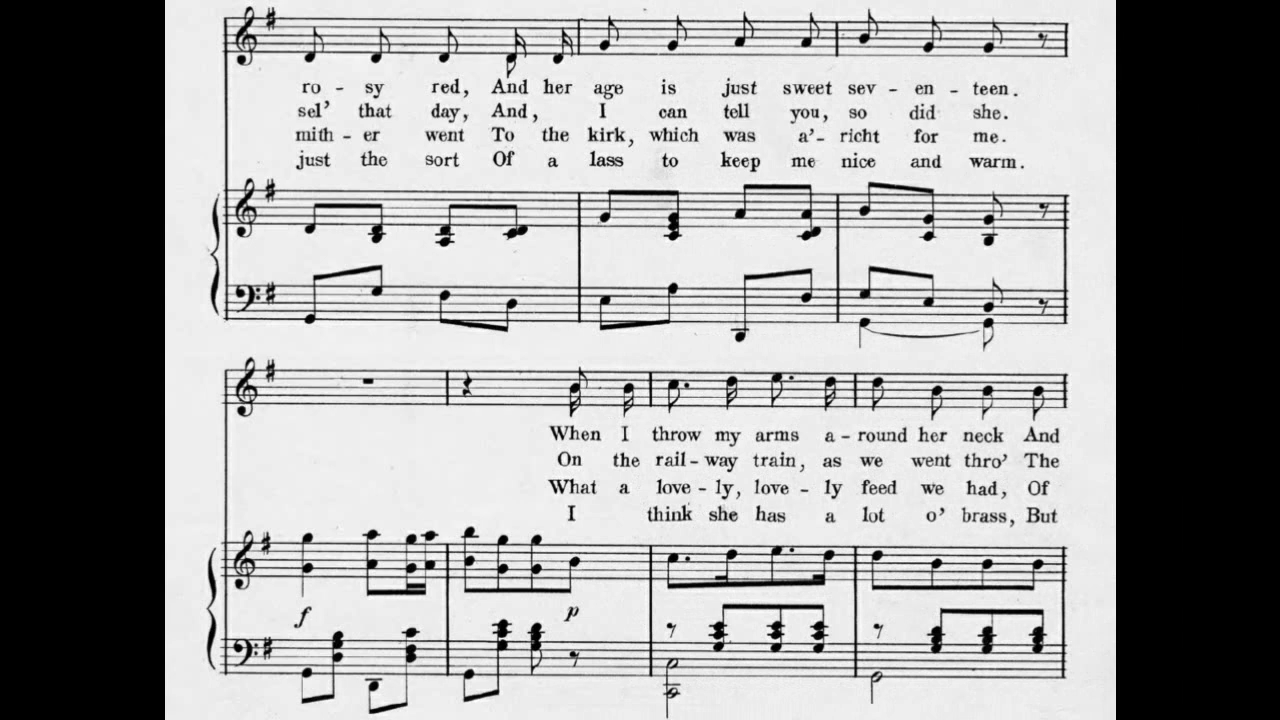 ro - sy red, And her age is just sweet sev - en - teen.
sel' that day, And, I can tell you, so did she.
mith - er went To the kirk, which was a'- richt for me.
just the sort Of a lass to keep me nice and warm.
When I throw my arms a - round her neck And
On the rail - way train, as we went thro' The
What a love - ly, love - ly feed we had, Of
I think she has a lot o' brass, But
f p